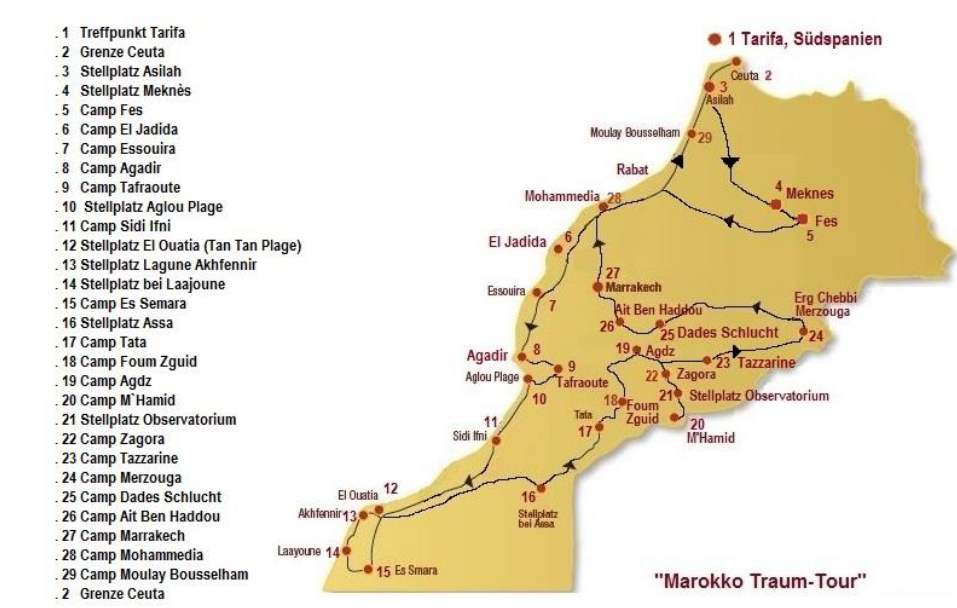 . 1 Treffpunkt Tarifa
. 2 Grenze Ceuta
. 3 Stellplatz Asilah
. 4 Stellplatz Meknès
. 5 Camp Fes
. 6 Camp El Jadida
. 7 Camp Essouira
. 8 Camp Agadir
. 9 Camp Tafraoute
. 10 Stellplatz Aglou Plage
. 11 Camp Sidi Ifni
. 12 Stellplatz El Ouatia (Tan Tan Plage)
. 13 Stellplatz Lagune Akhfennir
. 14 Stellplatz bei Laajoune
. 15 Camp Es Semara
. 16 Stellplatz Assa
. 17 Camp Tata
. 18 Camp Foum Zguid
. 19 Camp Agdz
. 20 Camp M`Hamid
. 21 Stellplatz Observatorium
. 22 Camp Zagora
. 23 Camp Tazzarine
. 24 Camp Merzouga
. 25 Camp Dades Schlucht
. 26 Camp Ait Ben Haddou
. 27 Camp Marrakech
. 28 Camp Mohammedia
. 29 Camp Moulay Bousselham
. 2 Grenze Ceuta
1 Tarifa, Südspanien
Ceuta 2
3
Asilah
Moulay Bousselham 29
Rabat
4 Meknes
Mohammedia 28
Fes
5
El Jadida 6
27
Marrakech
Essouira 7
Erg Chebbi
Merzouga
24
Ait Ben Haddou
26
25 Dades Schlucht
Agadir 8
19 Agdz
23 Tazzarine
9
Tafraoute
Aglou Plage
10
22 Zagora
21 Stellplatz Observatorium
18 Foum
Zguid
Tata
17
20
M'Hamid
11
Sidi Ifni
El Ouatia 12
Akhfennir 13
16
Stellplatz
bei Assa
Laayoune 14
15 Es Smara
"Marokko Traum-Tour"